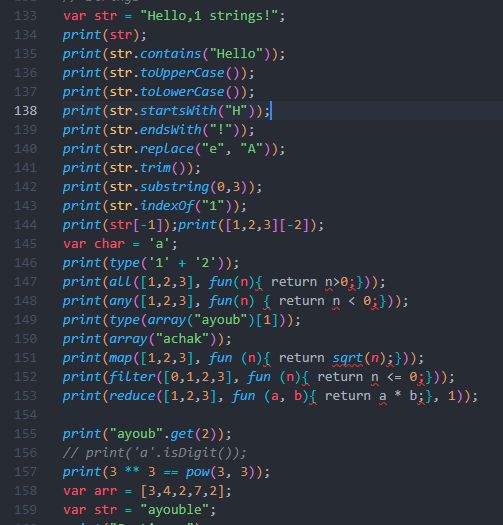 133 var str = "Hello,1 strings!";
134 print(str);
135 print(str.contains("Hello"));
136 print(str.toUpperCase());
137 print(str.toLowerCase());
138 print(str.startsWith("H"));
139 print(str.endsWith("!"));
140 print(str.replace("e", "A"));
141 print(str.trim());
142 print(str.substring(0,3));
143 print(str.indexOf("1"));
144 print(str[-1]);print([1,2,3][-2]);
145 var char = 'a';
146 print(type('1' + '2'));
147 print(all([1,2,3], fun(n){ return n>0;}));
148 print(any([1,2,3], fun(n) { return n < 0;}));
149 print(type(array("ayoub")[1]));
150 print(array("achak"));
151 print(map([1,2,3], fun (n){ return sqrt(n);}));
152 print(filter([0,1,2,3], fun (n){ return n <= 0;}));
153 print(reduce([1,2,3], fun (a, b){ return a * b;}, 1));
154
155 print("ayoub".get(2));
156 // print('a'.isDigit());
157 print(3 ** 3 == pow(3, 3));
158 var arr = [3,4,2,7,2];
159 var str = "ayouble";